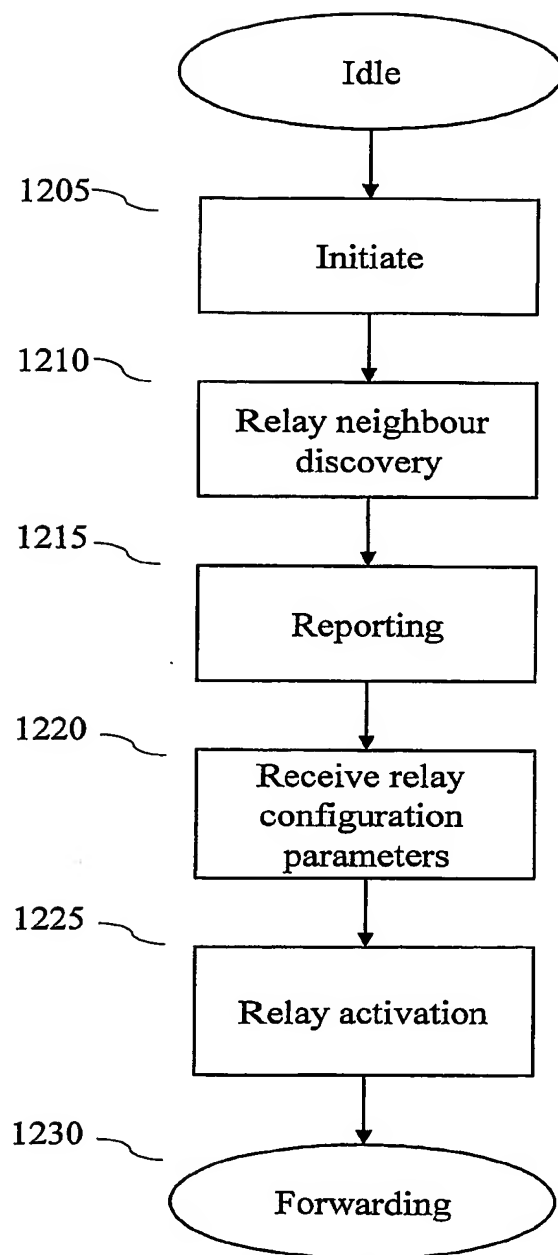 Idle
1205
Initiate
1210
Relay neighbour
discovery
1215
Reporting
1220
Receive relay
configuration
parameters
1225
Relay activation
1230
Forwarding